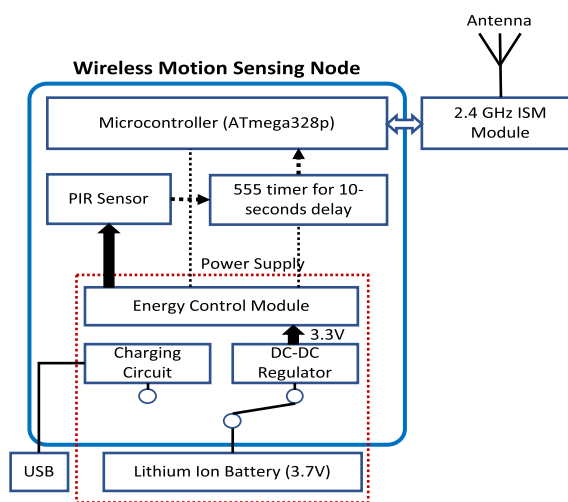 Antenna
Wireless Motion Sensing Node
Microcontroller (ATmega328p)
2.4 GHz ISM
Module
PIR Sensor
555 timer for 10-
seconds delay
Power Supply
Energy Control Module
3.3V
Charging
Circuit
DC-DC
Regulator
USB
Lithium Ion Battery (3.7V)